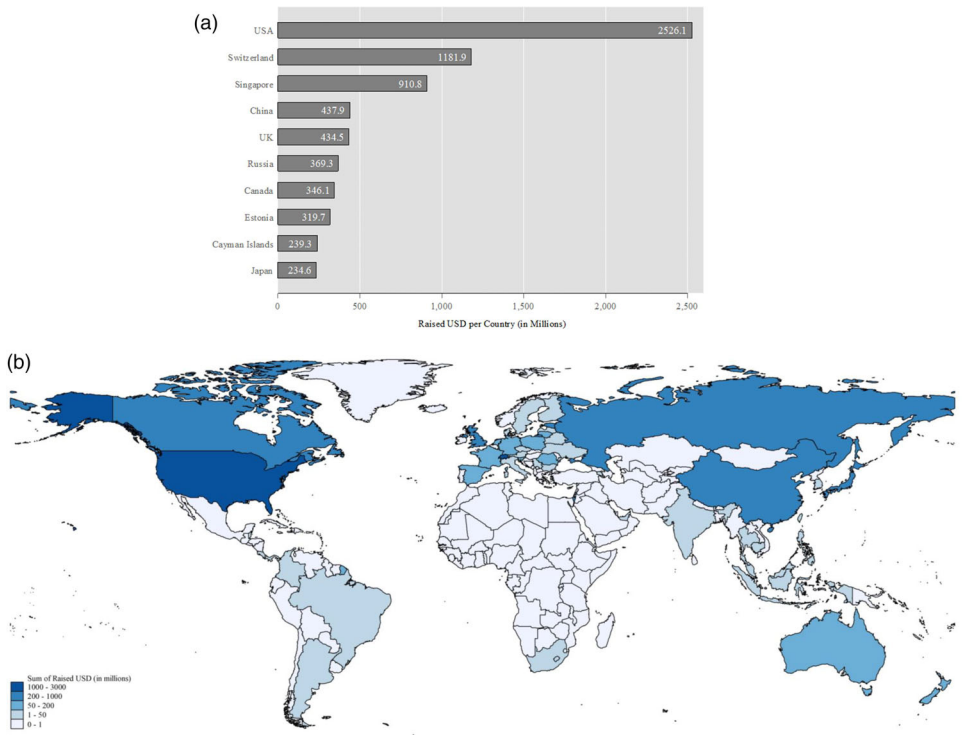 (a)
USA 2526.1
Switzerland 1181.9
Singapore 910.8
China 437.9
UK 434.5
Russia 369.3
Canada 346.1
Estonia 319.7
Cayman Islands 239.3
Japan 234.6
0 500 1,000 1,500 2,000 2,500
Raised USD per Country (in Millions)
(b)
Sum of Raised USD (in millions)
1000 - 3000
200 - 1000
50 - 200
1 - 50
0 - 1